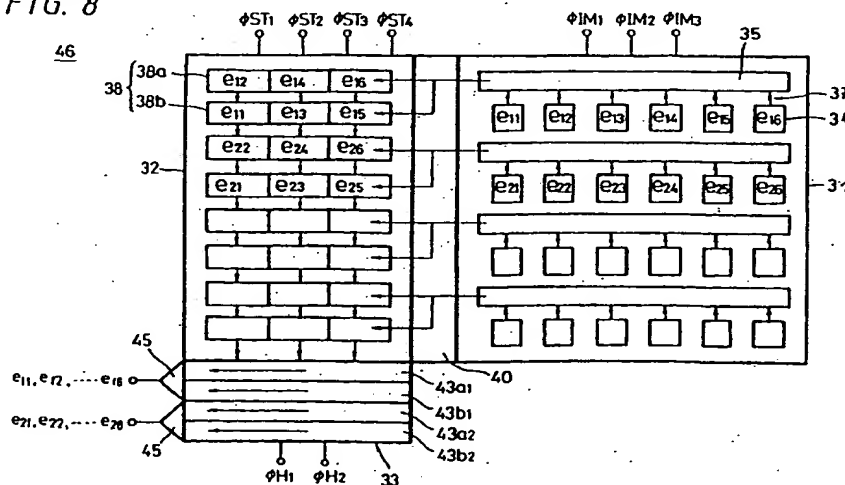 FIG. 8
φST1 φST2 φST3 φST4 φIM1 φIM2 φIM3
46
35
38 { 38a e12 e14 e16
37
38b e11 e13 e15
e11 e12 e13 e14 e15 e16 34
e22 e24 e26
32
e21 e23 e25
e21 e22 e23 e24 e25 e26
45
40
e11, e12, ---- e16
43a1
43b1
e21, e22, ---- e26
43a2
45
43b2
φH1 φH2 33